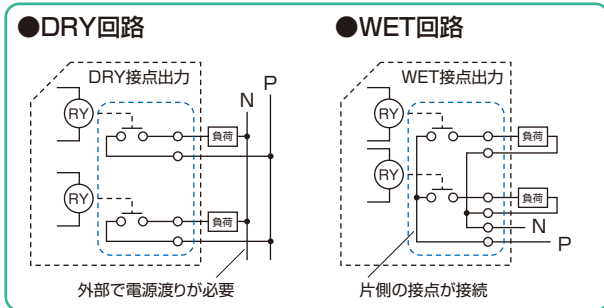 ●DRY回路
DRY接点出力
P
N
RY
負荷
RY
負荷
外部で電源渡りが必要
●WET回路
WET接点出力
RY
負荷
RY
負荷
N
P
片側の接点が接続